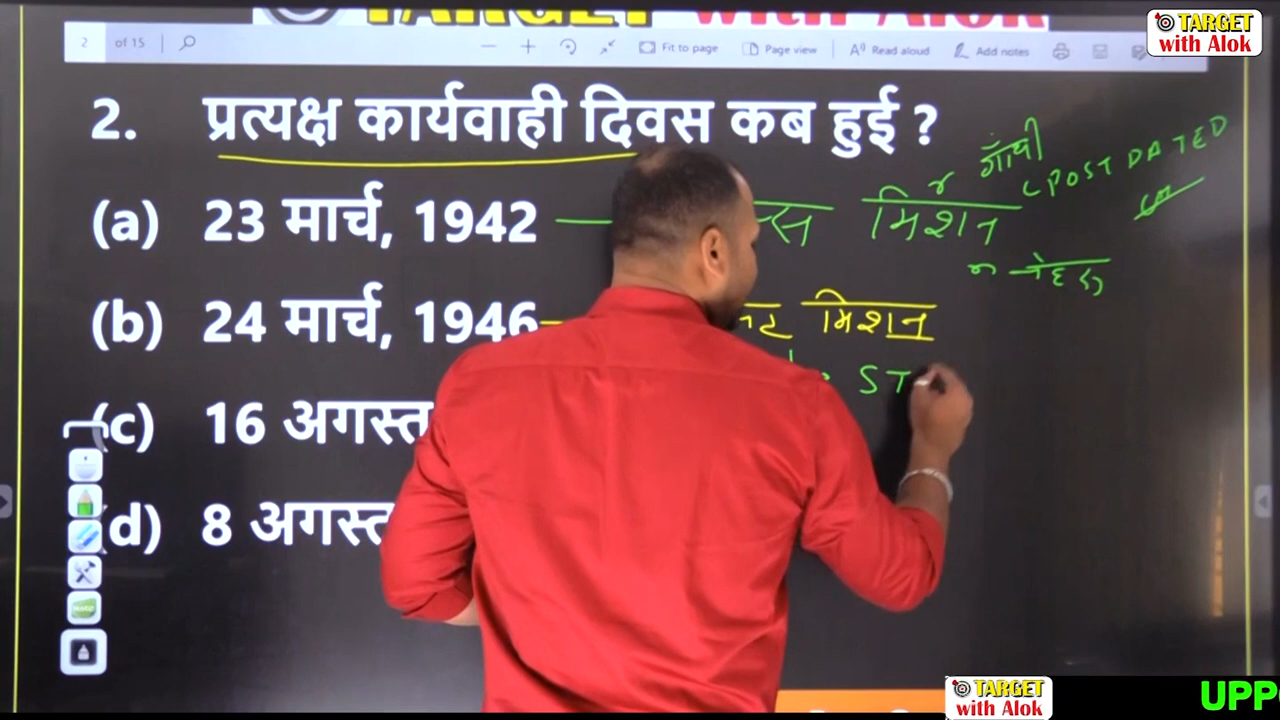 TARGET with Alok
TARGET
with Alok
2 of 15 Fit to page Page view Read aloud Add notes
2. प्रत्यक्ष कार्यवाही दिवस कब हुई ?
गाँधी
(POST DATED
(a) 23 मार्च, 1942
मिशन
नेहरू
(b) 24 मार्च, 1946
मिशन
ST
(c) 16 अगस्त
(d) 8 अगस्त
TARGET
with Alok
UPP